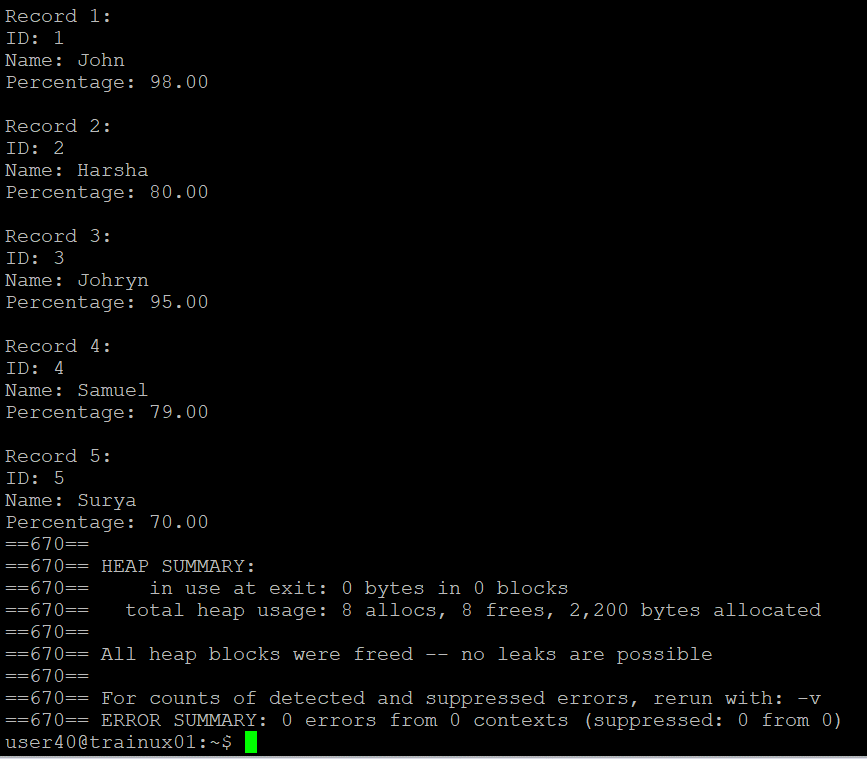 Record 1:
ID: 1
Name: John
Percentage: 98.00
Record 2:
ID: 2
Name: Harsha
Percentage: 80.00
Record 3:
ID: 3
Name: Johryn
Percentage: 95.00
Record 4:
ID: 4
Name: Samuel
Percentage: 79.00
Record 5:
ID: 5
Name: Surya
Percentage: 70.00
==670==
==670== HEAP SUMMARY:
==670==     in use at exit: 0 bytes in 0 blocks
==670==   total heap usage: 8 allocs, 8 frees, 2,200 bytes allocated
==670==
==670== All heap blocks were freed -- no leaks are possible
==670==
==670== For counts of detected and suppressed errors, rerun with: -v
==670== ERROR SUMMARY: 0 errors from 0 contexts (suppressed: 0 from 0)
user40@trainux01:~$